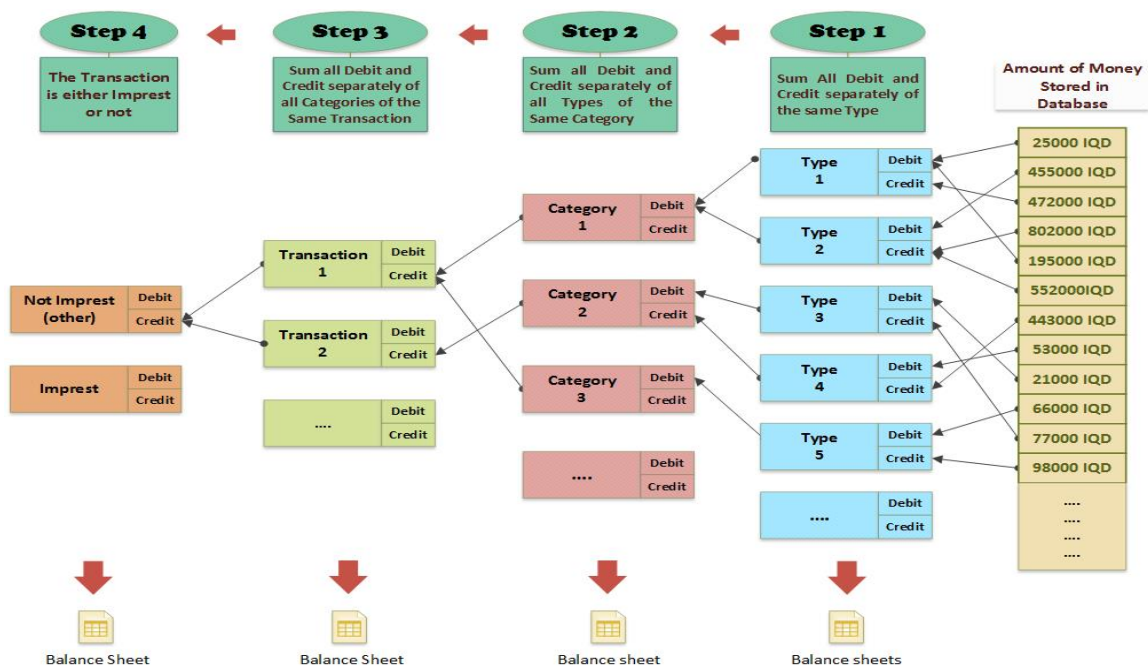 Step 4
Step 3
Step 2
Step 1
The Transaction
is either Imprest
or not
Sum all Debit and
Credit separately of
all Categories of the
Same Transaction
Sum all Debit and
Credit separately of
all Types of the
Same Category
Sum All Debit and
Credit separately of
the same Type
Amount of Money
Stored in
Database
Not Imprest
(other)
Debit
Credit
Imprest
Debit
Credit
Transaction
1
Debit
Credit
Transaction
2
Debit
Credit
....
Debit
Credit
Category
1
Debit
Credit
Category
2
Debit
Credit
Category
3
Debit
Credit
....
Debit
Credit
Type
1
Debit
Credit
Type
2
Debit
Credit
Type
3
Debit
Credit
Type
4
Debit
Credit
Type
5
Debit
Credit
....
Debit
Credit
25000 IQD
455000 IQD
472000 IQD
802000 IQD
195000 IQD
552000IQD
443000 IQD
53000 IQD
21000 IQD
66000 IQD
77000 IQD
98000 IQD
....
....
....
....
Balance Sheet
Balance Sheet
Balance sheet
Balance sheets